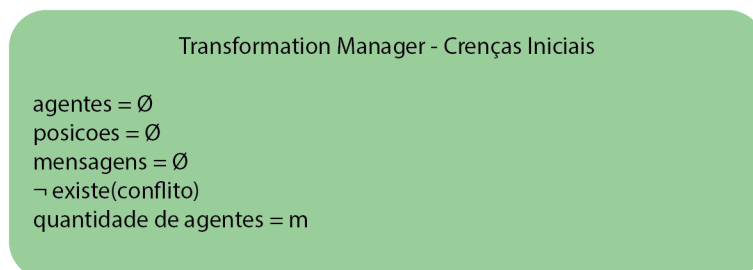 Transformation Manager - Crenças Iniciais
agentes = Ø
posicoes = Ø
mensagens = Ø
¬ existe(conflito)
quantidade de agentes = m